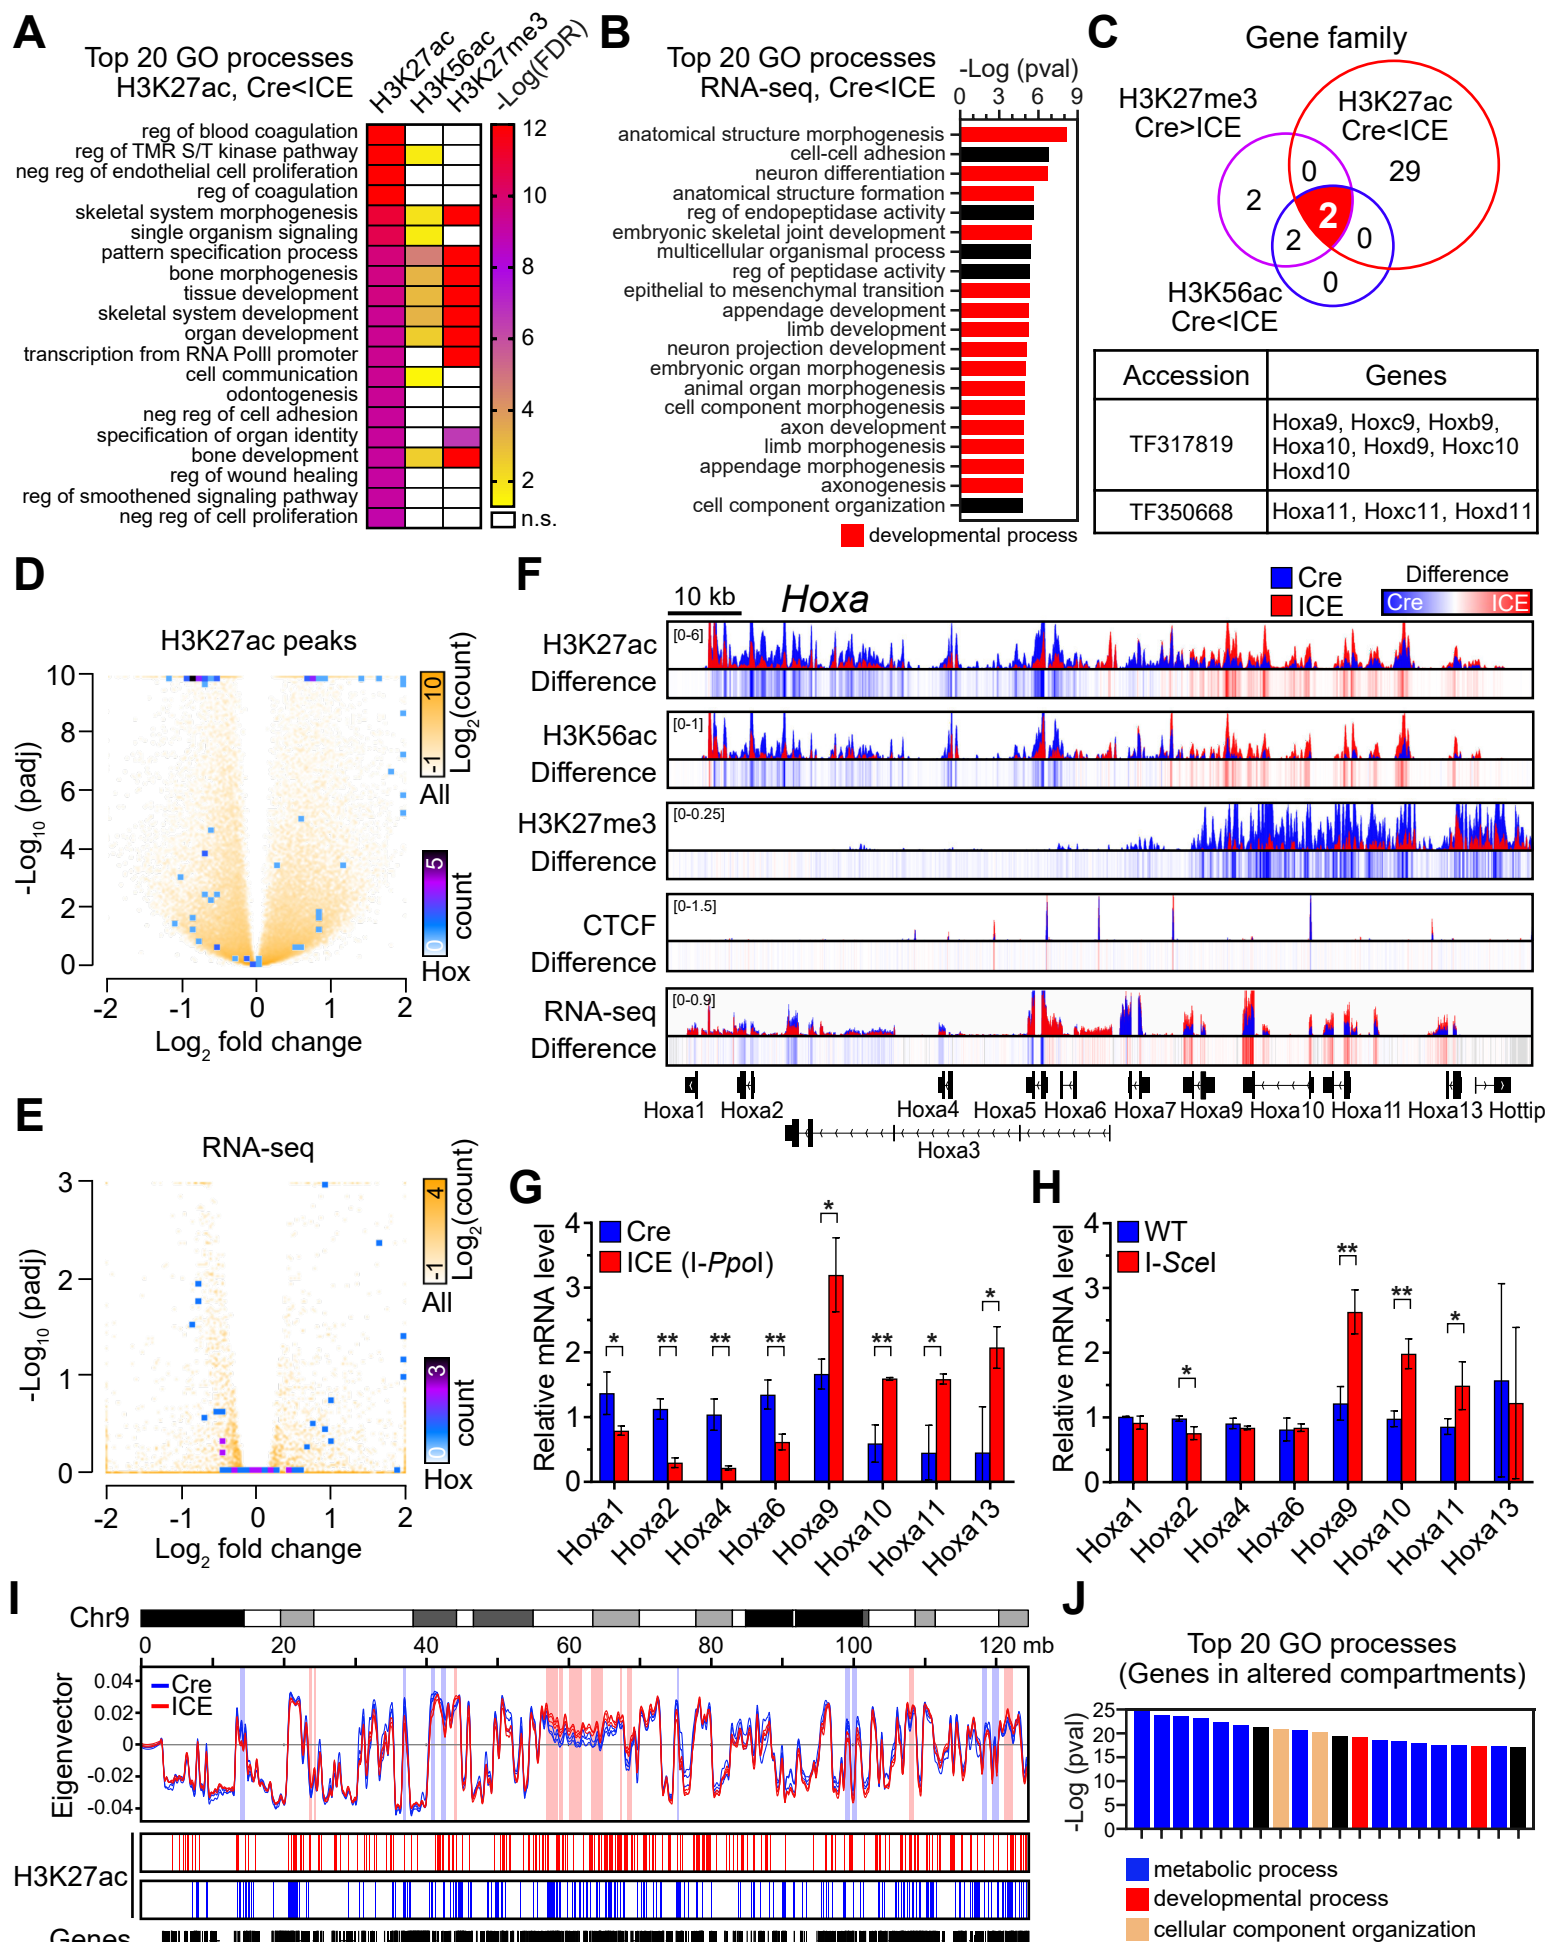 A
Top 20 GO processes
H3K27ac, Cre<ICE
H3K27ac
H3K56ac
H3K27me3
-Log(FDR)
reg of blood coagulation
reg of TMR S/T kinase pathway
neg reg of endothelial cell proliferation
reg of coagulation
skeletal system morphogenesis
single organism signaling
pattern specification process
bone morphogenesis
tissue development
skeletal system development
organ development
transcription from RNA PolII promoter
cell communication
odontogenesis
neg reg of cell adhesion
specification of organ identity
bone development
reg of wound healing
reg of smoothened signaling pathway
neg reg of cell proliferation
12
10
8
6
4
2
n.s.
B
Top 20 GO processes
RNA-seq, Cre<ICE
-Log (pval)
0 3 6 9
anatomical structure morphogenesis
cell-cell adhesion
neuron differentiation
anatomical structure formation
reg of endopeptidase activity
embryonic skeletal joint development
multicellular organismal process
reg of peptidase activity
epithelial to mesenchymal transition
appendage development
limb development
neuron projection development
embryonic organ morphogenesis
animal organ morphogenesis
cell component morphogenesis
axon development
limb morphogenesis
appendage morphogenesis
axonogenesis
cell component organization
developmental process
C
Gene family
H3K27me3
Cre>ICE
H3K27ac
Cre<ICE
0
29
2
2
2
0
0
H3K56ac
Cre<ICE
Accession Genes
TF317819
Hoxa9, Hoxc9, Hoxb9,
Hoxa10, Hoxd9, Hoxc10
Hoxd10
TF350668 Hoxa11, Hoxc11, Hoxd11
D
H3K27ac peaks
10
8
6
4
2
0
-Log10 (padj)
-2 -1 0 1 2
Log2 fold change
-1 10
Log2(count)
All
0 5
count
Hox
E
RNA-seq
3
2
1
0
-Log10 (padj)
-2 -1 0 1 2
Log2 fold change
-1 4
Log2(count)
All
0 3
count
Hox
F
10 kb
Hoxa
Cre
ICE
Difference
Cre ICE
H3K27ac
[0-6]
Difference
H3K56ac
[0-1]
Difference
H3K27me3
[0-0.25]
Difference
CTCF
[0-1.5]
Difference
RNA-seq
[0-0.9]
Difference
Hoxa1 Hoxa2 Hoxa4 Hoxa5 Hoxa6 Hoxa7 Hoxa9 Hoxa10 Hoxa11 Hoxa13 Hottip
Hoxa3
G
Relative mRNA level
4
3
2
1
0
Cre
ICE (I-PpoI)
* ** ** ** * ** * *
Hoxa1 Hoxa2 Hoxa4 Hoxa6 Hoxa9 Hoxa10 Hoxa11 Hoxa13
H
Relative mRNA level
4
3
2
1
0
WT
I-SceI
* ** ** *
Hoxa1 Hoxa2 Hoxa4 Hoxa6 Hoxa9 Hoxa10 Hoxa11 Hoxa13
I
Chr9
0 20 40 60 80 100 120 mb
Eigenvector
0.04
0.02
0
-0.02
-0.04
Cre
ICE
H3K27ac
Genes
J
Top 20 GO processes
(Genes in altered compartments)
-Log (pval)
25
20
15
10
5
0
metabolic process
developmental process
cellular component organization